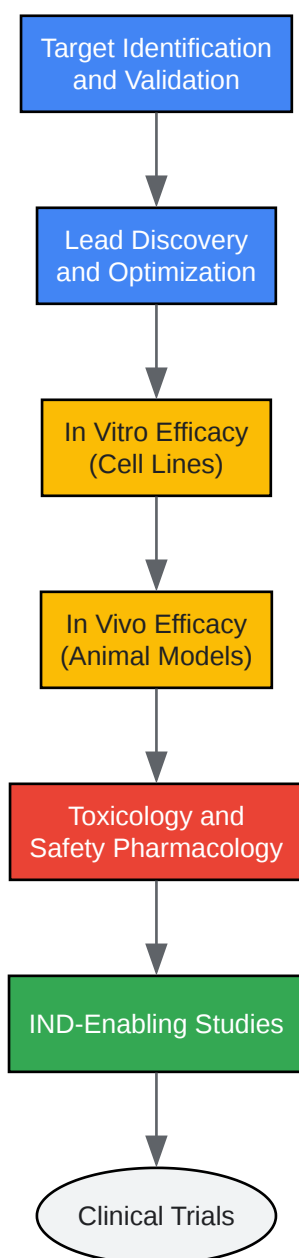 Target Identification
and Validation
Lead Discovery
and Optimization
In Vitro Efficacy
(Cell Lines)
In Vivo Efficacy
(Animal Models)
Toxicology and
Safety Pharmacology
IND-Enabling Studies
Clinical Trials